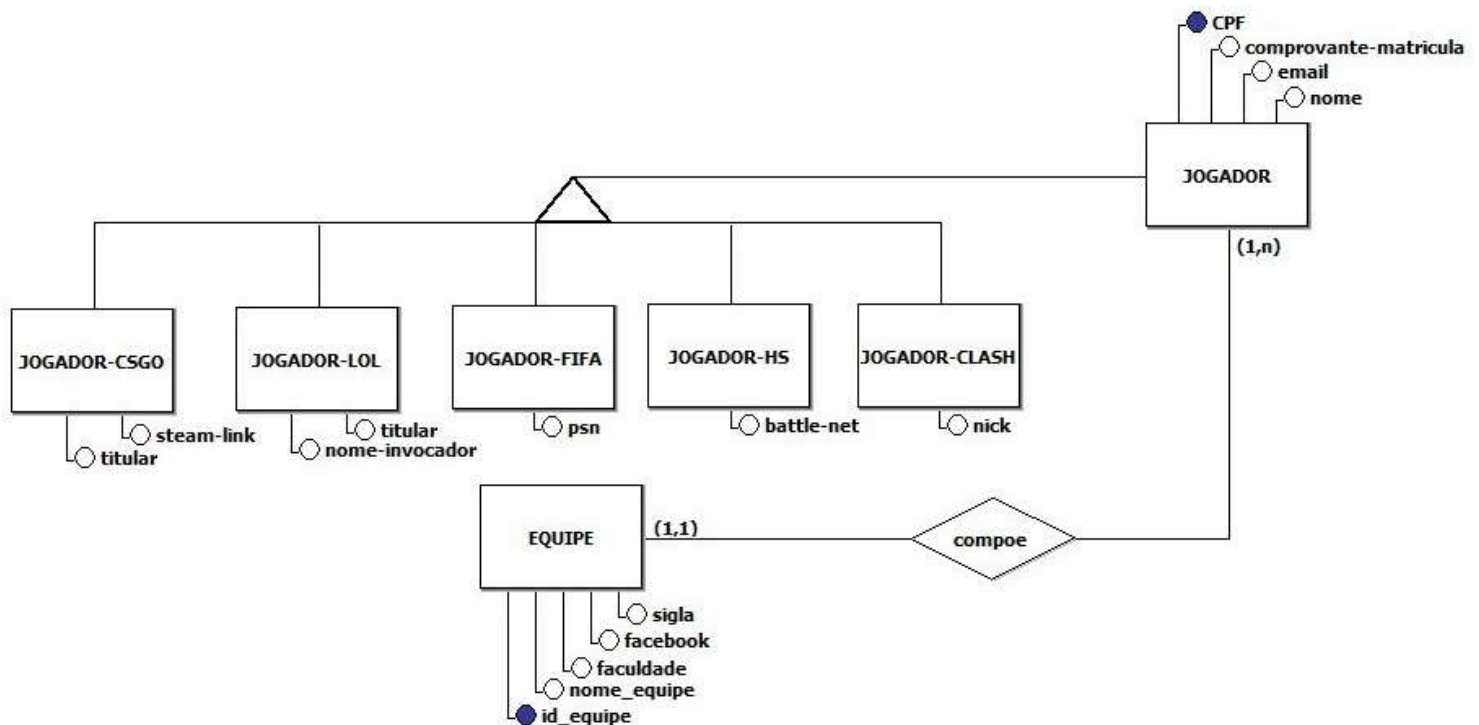 CPF
comprovante-matricula
email
nome
JOGADOR
(1,n)
JOGADOR-CSGO
JOGADOR-LOL
JOGADOR-FIFA
JOGADOR-HS
JOGADOR-CLASH
steam-link
titular
titular
nome-invocador
psn
battle-net
nick
EQUIPE
(1,1)
compoe
sigla
facebook
faculdade
nome_equipe
id_equipe